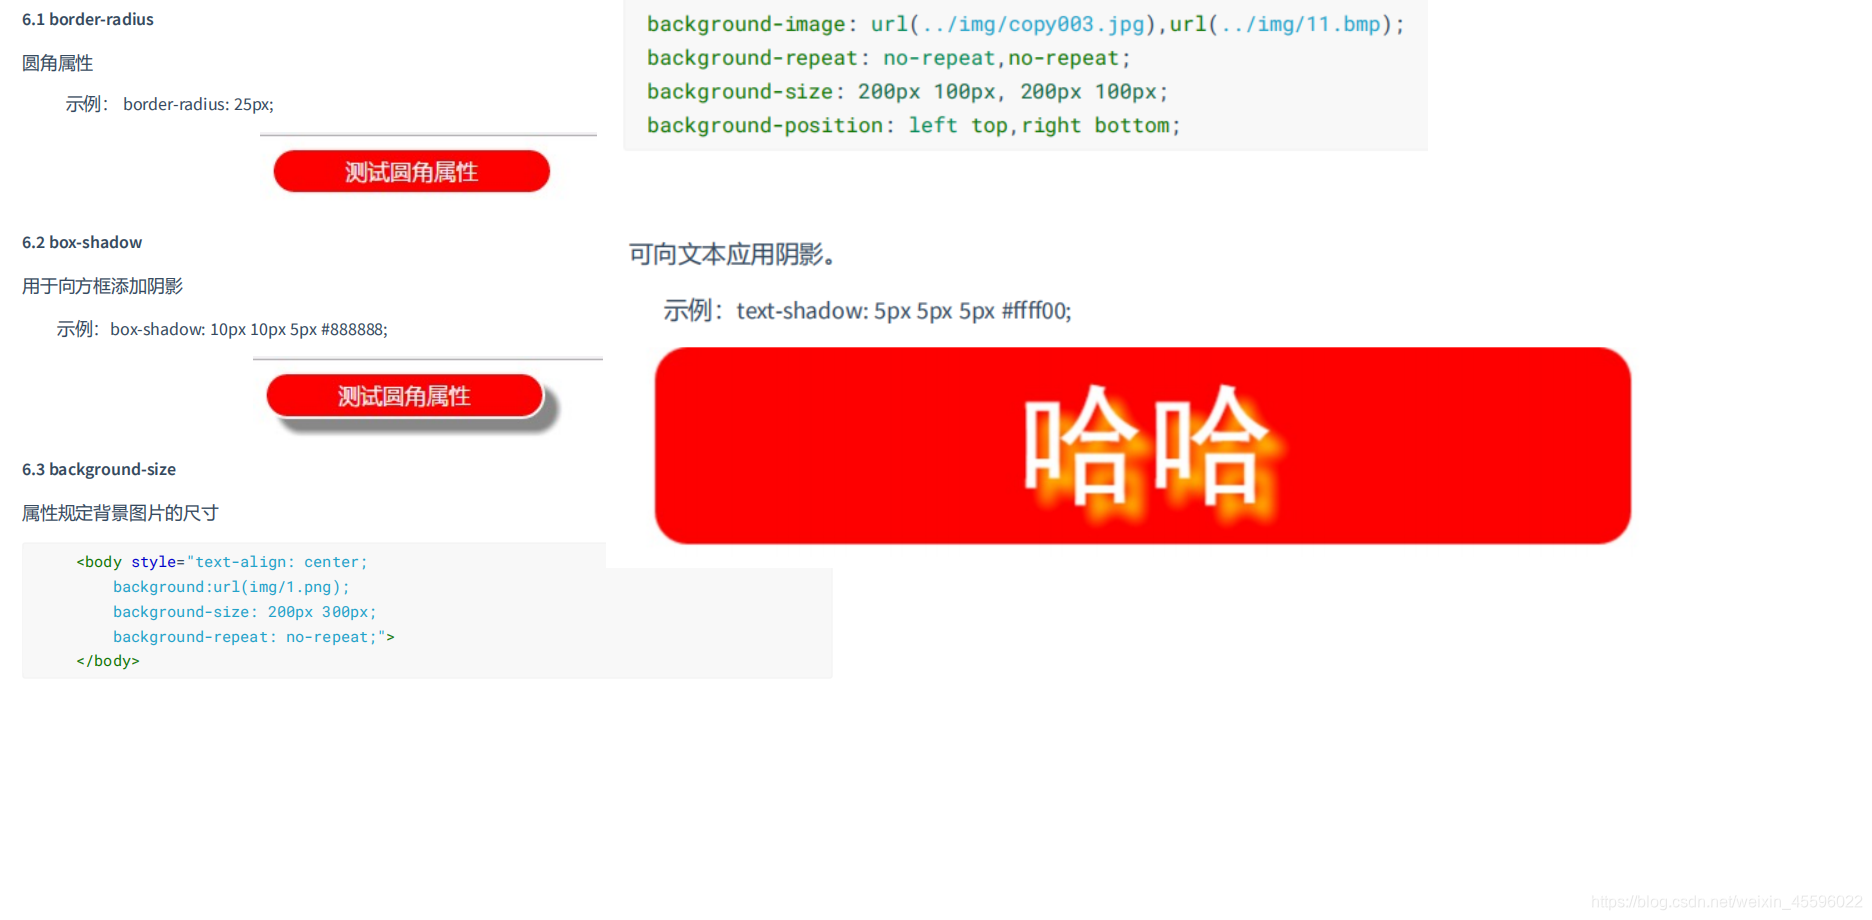 6.1 border-radius
圆角属性
示例： border-radius: 25px;
测试圆角属性
6.2 box-shadow
用于向方框添加阴影
示例：box-shadow: 10px 10px 5px #888888;
测试圆角属性
6.3 background-size
属性规定背景图片的尺寸
<body style="text-align: center;
background:url(img/1.png);
background-size: 200px 300px;
background-repeat: no-repeat;">
</body>
background-image: url(../img/copy003.jpg),url(../img/11.bmp);
background-repeat: no-repeat,no-repeat;
background-size: 200px 100px, 200px 100px;
background-position: left top,right bottom;
可向文本应用阴影。
示例：text-shadow: 5px 5px 5px #ffff00;
哈哈
https://blog.csdn.net/weixin_45596022